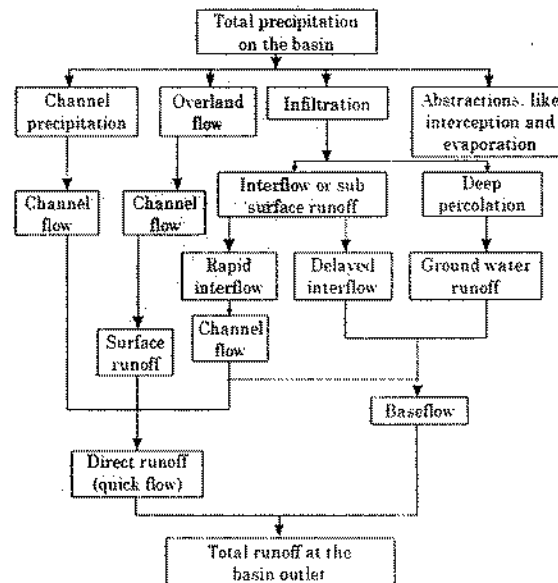 Total precipitation
on the basin
Channel
precipitation
Overland
flow
Infiltration
Abstractions, like
interception and
evaporation
Channel
flow
Channel
flow
Interflow or sub
surface runoff
Deep
percolation
Rapid
interflow
Delayed
interflow
Ground water
runoff
Surface
runoff
Channel
flow
Baseflow
Direct runoff
(quick flow)
Total runoff at the
basin outlet